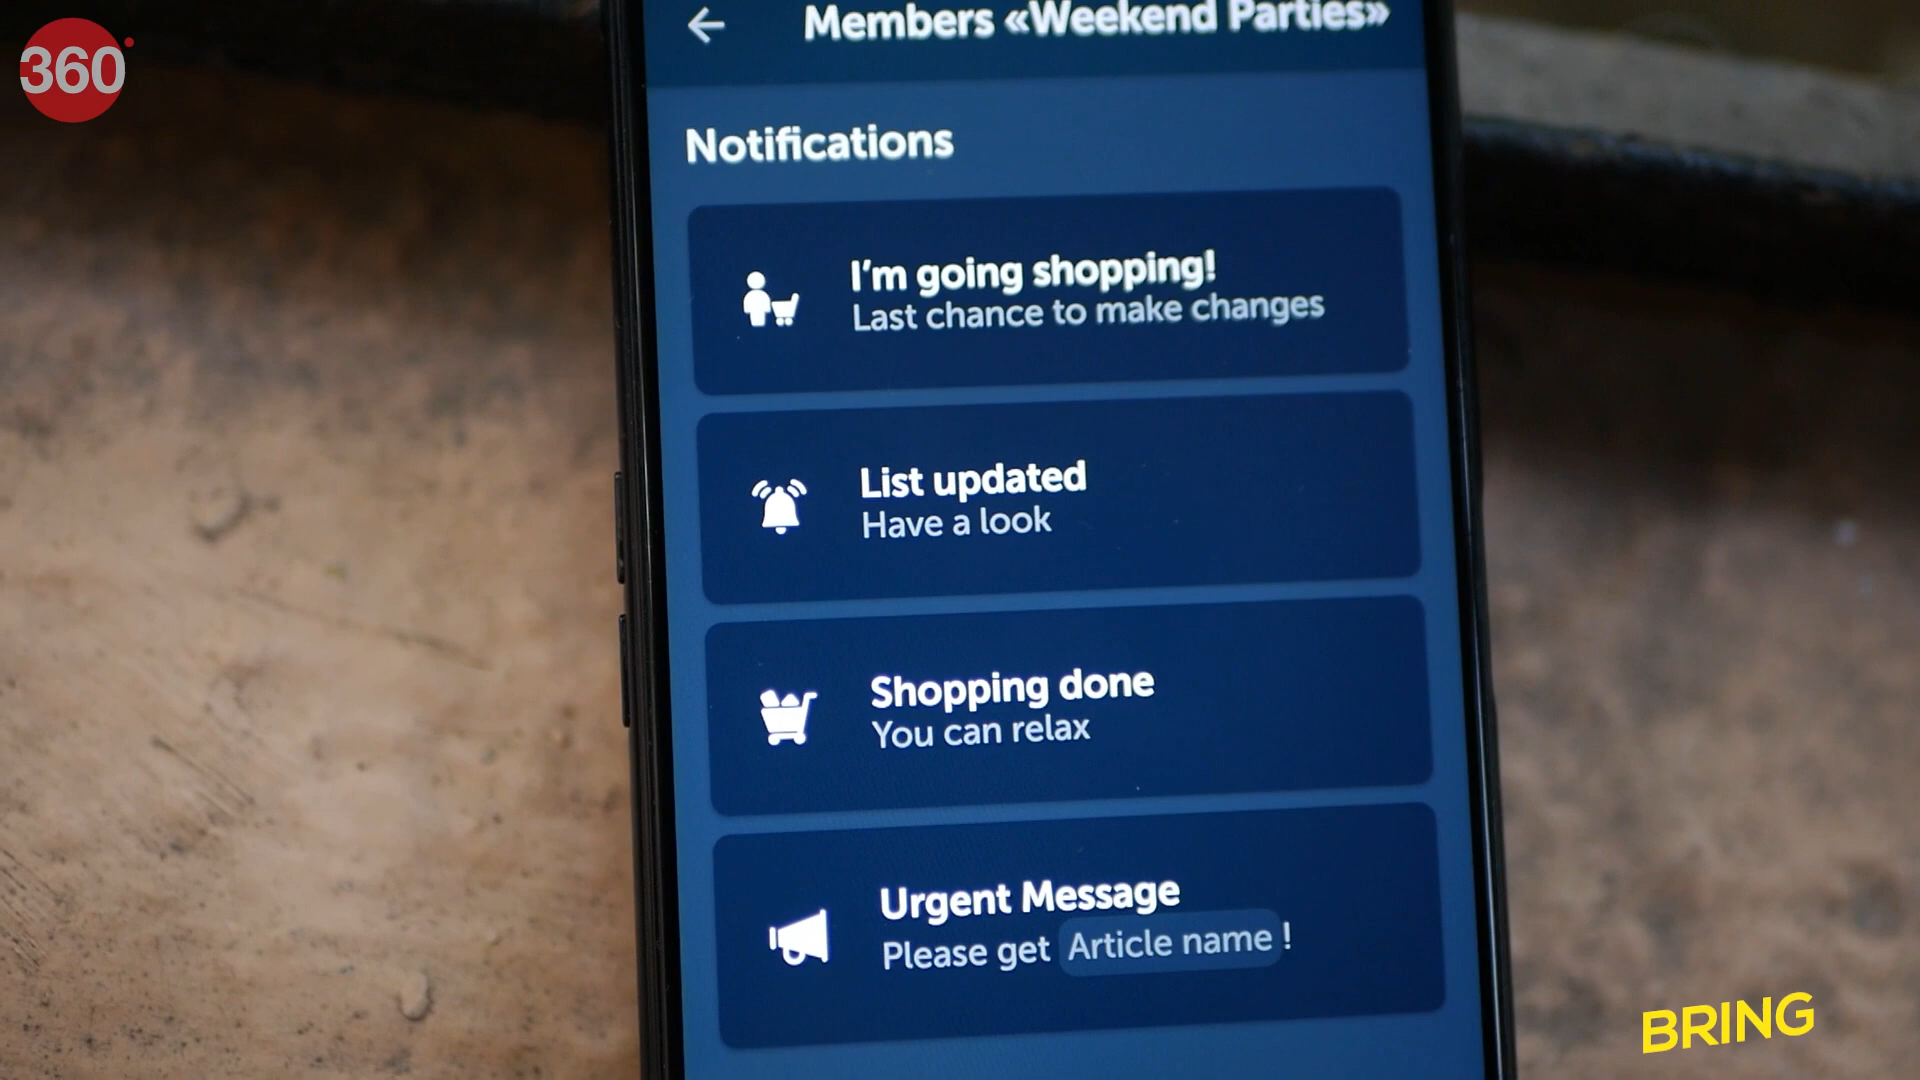 360
Members «Weekend Parties»
Notifications
I'm going shopping!
Last chance to make changes
List updated
Have a look
Shopping done
You can relax
Urgent Message
Please get Article name !
BRING